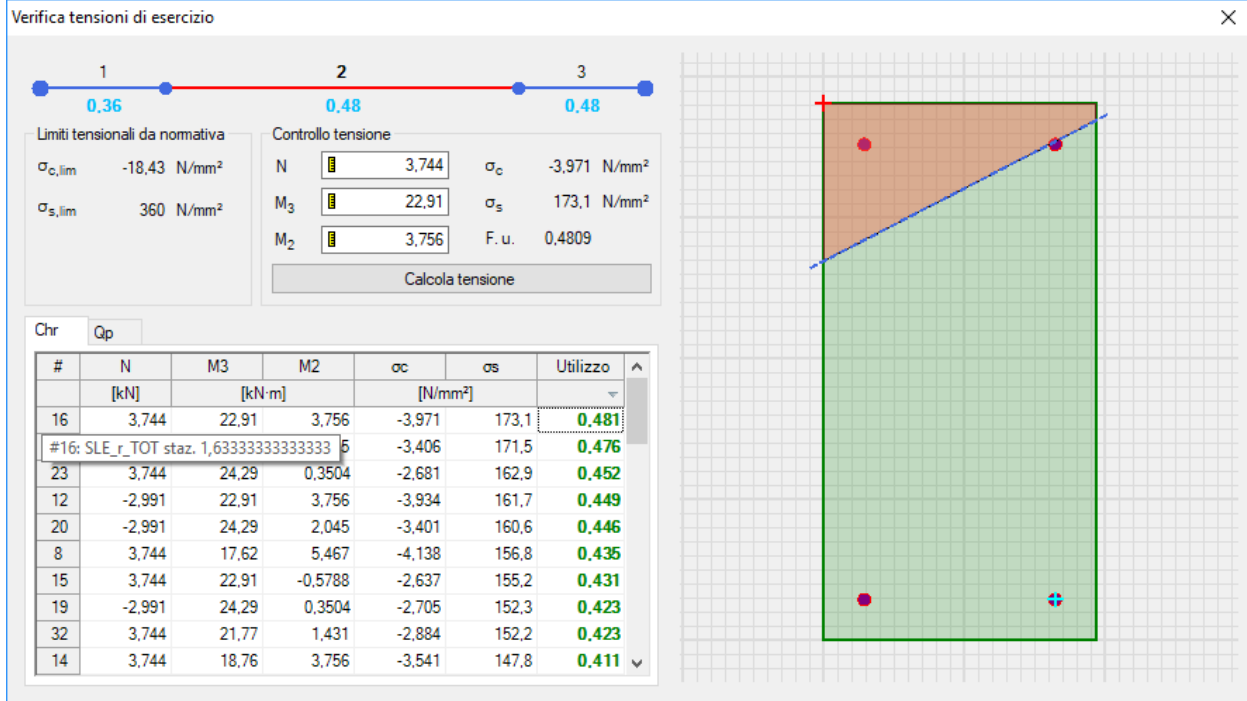 Verifica tensioni di esercizio
1 2 3
0,36 0,48 0,48
Limiti tensionali da normativa
σc,lim -18,43 N/mm²
σs,lim 360 N/mm²
Controllo tensione
N 3,744 σc -3,971 N/mm²
M3 22,91 σs 173,1 N/mm²
M2 3,756 F. u. 0,4809
Calcola tensione
Chr Qp
# N M3 M2 σc σs Utilizzo
[kN] [kN·m] [N/mm²]
16 3,744 22,91 3,756 -3,971 173,1 0,481
#16: SLE_r_TOT staz. 1,63333333333333 5 -3,406 171,5 0,476
23 3,744 24,29 0,3504 -2,681 162,9 0,452
12 -2,991 22,91 3,756 -3,934 161,7 0,449
20 -2,991 24,29 2,045 -3,401 160,6 0,446
8 3,744 17,62 5,467 -4,138 156,8 0,435
15 3,744 22,91 -0,5788 -2,637 155,2 0,431
19 -2,991 24,29 0,3504 -2,705 152,3 0,423
32 3,744 21,77 1,431 -2,884 152,2 0,423
14 3,744 18,76 3,756 -3,541 147,8 0,411